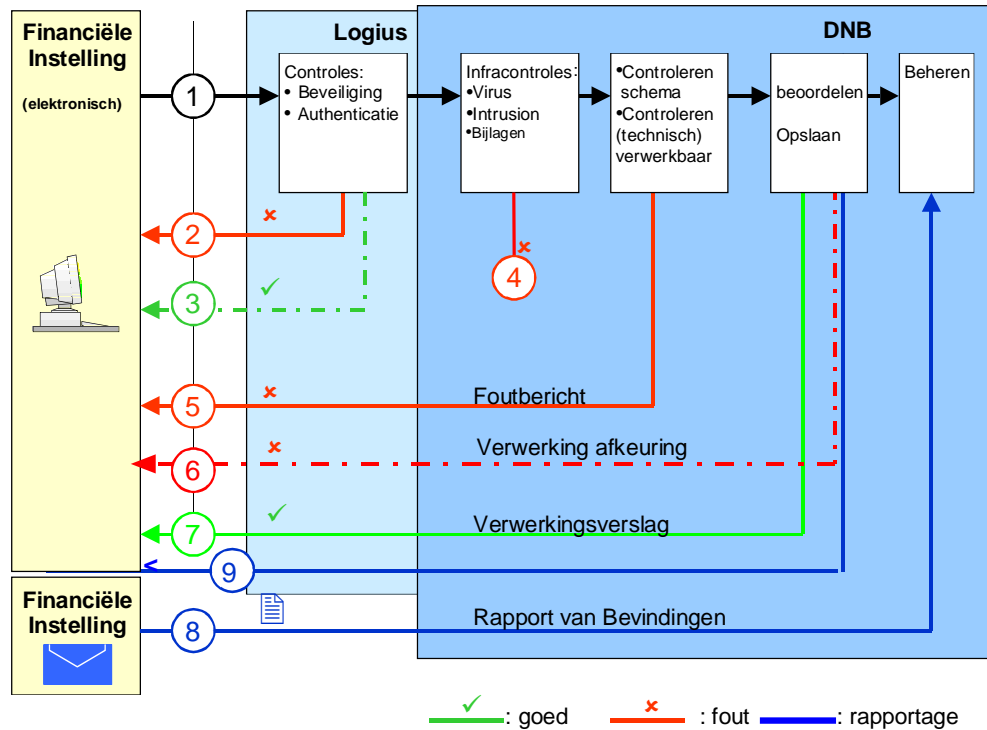 Financiële
Instelling
(elektronisch)
Logius
DNB
Controles:
• Beveiliging
• Authenticatie
Infracontroles:
•Virus
•Intrusion
•Bijlagen
•Controleren
schema
•Controleren
(technisch)
verwerkbaar
beoordelen
Opslaan
Beheren
1
2
3
4
5
Foutbericht
6
Verwerking afkeuring
7
Verwerkingsverslag
9
Financiële
Instelling
8
Rapport van Bevindingen
: goed
: fout
: rapportage